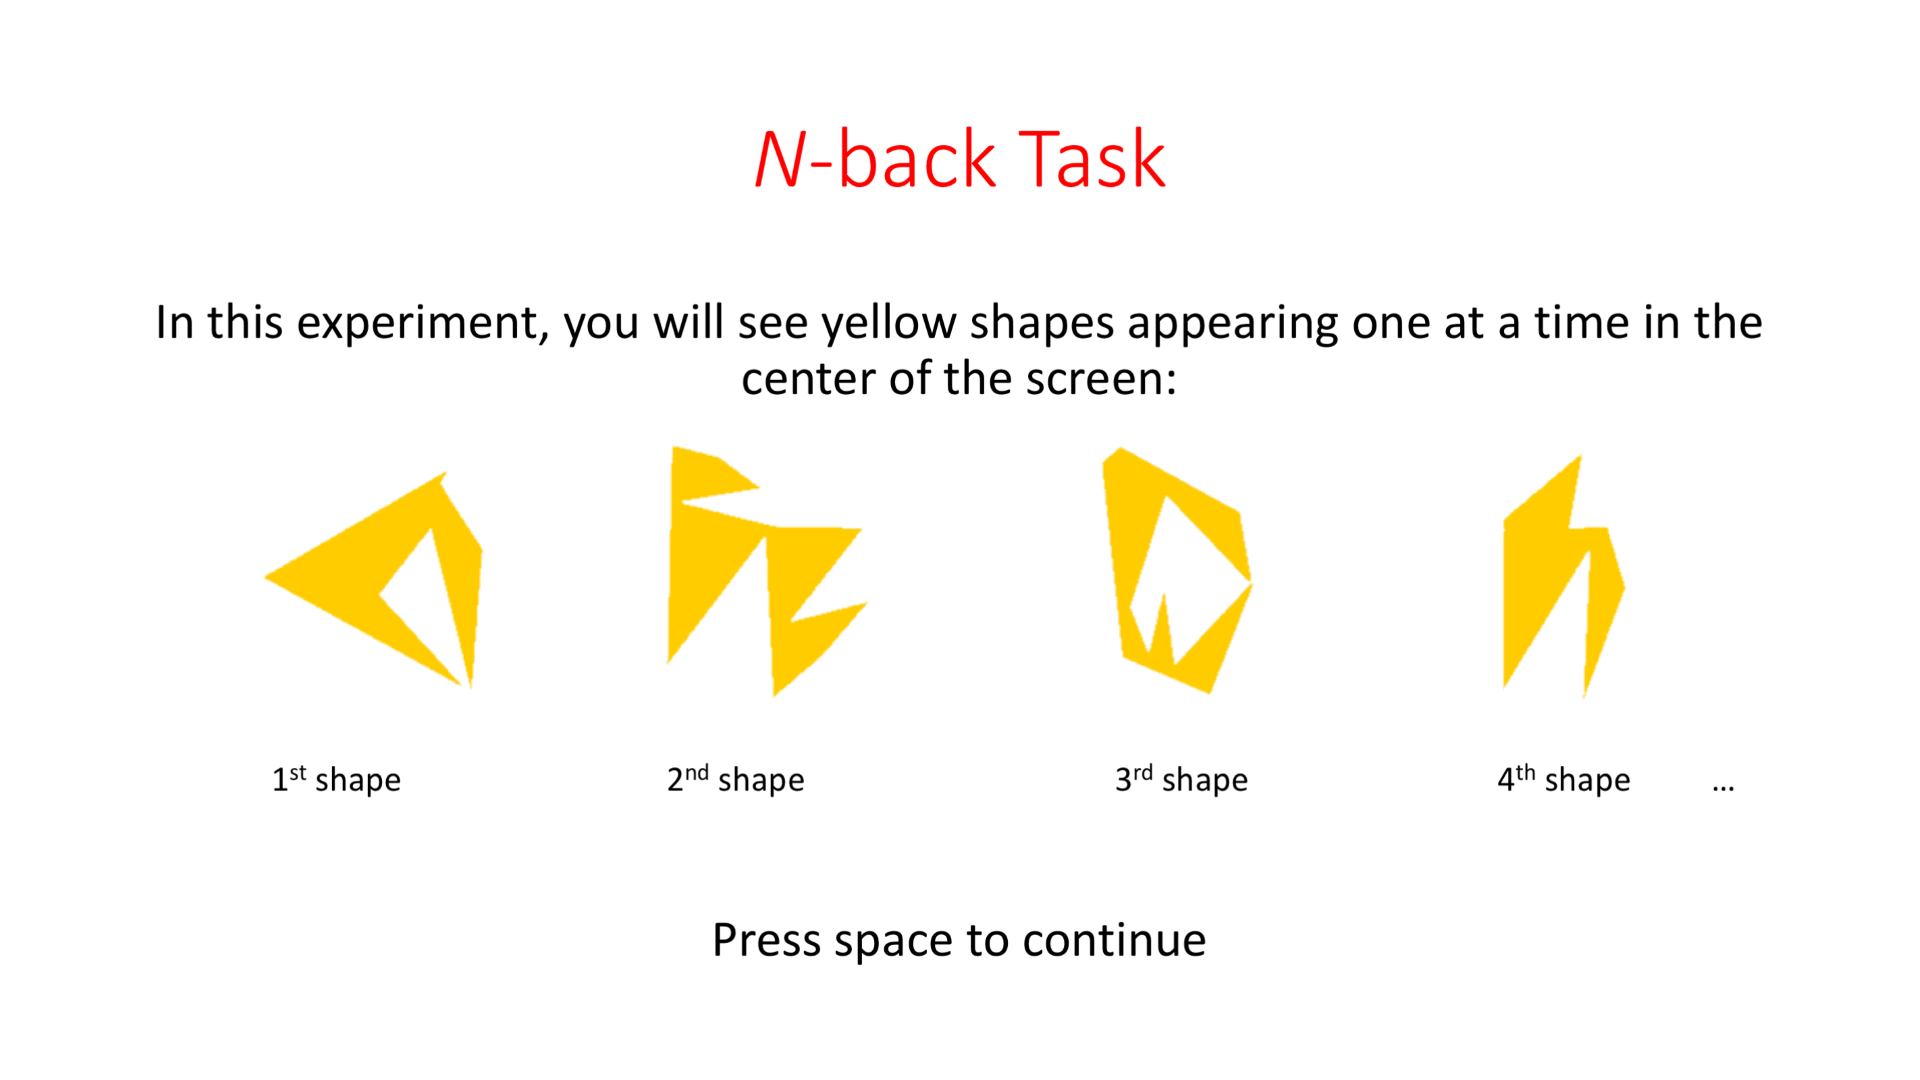 N-back Task
In this experiment, you will see yellow shapes appearing one at a time in the
center of the screen:
1st shape
2nd shape
3rd shape
4th shape
...
Press space to continue